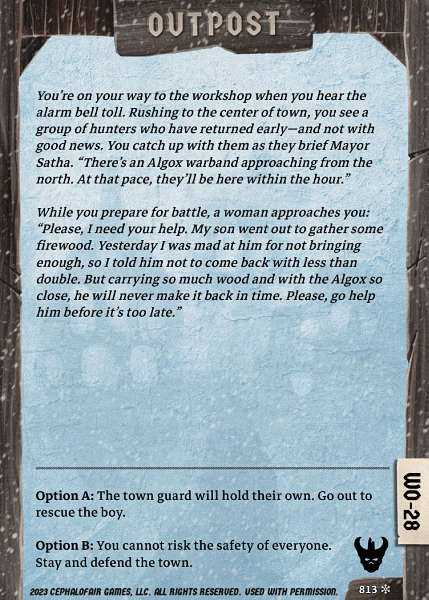 OUTPOST
You're on your way to the workshop when you hear the
alarm bell toll. Rushing to the center of town, you see a
group of hunters who have returned early—and not with
good news. You catch up with them as they brief Mayor
Satha. “There's an Algox warband approaching from the
north. At that pace, they'll be here within the hour.”
While you prepare for battle, a woman approaches you:
“Please, I need your help. My son went out to gather some
firewood. Yesterday I was mad at him for not bringing
enough, so I told him not to come back with less than
double. But carrying so much wood and with the Algox so
close, he will never make it back in time. Please, go help
him before it's too late.”
Option A: The town guard will hold their own. Go out to
rescue the boy.
Option B: You cannot risk the safety of everyone.
Stay and defend the town.
WO-28
2023 CEPHALOFAIR GAMES, LLC. ALL RIGHTS RESERVED. USED WITH PERMISSION.
813